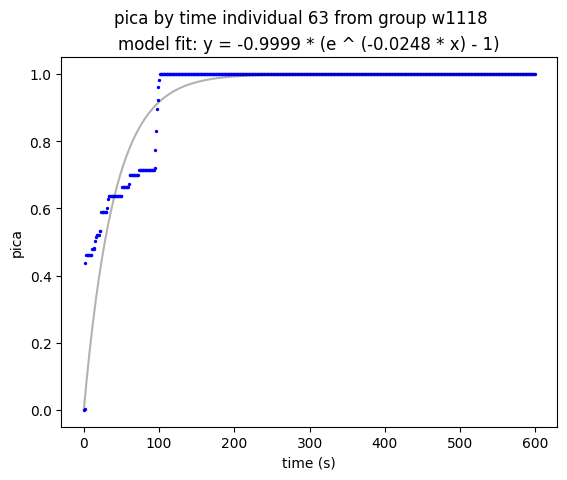 pica by time individual 63 from group w1118
model fit: y = -0.9999 * (e ^ (-0.0248 * x) - 1)
1.0
0.8
0.6
0.4
0.2
0.0
pica
0 100 200 300 400 500 600
time (s)